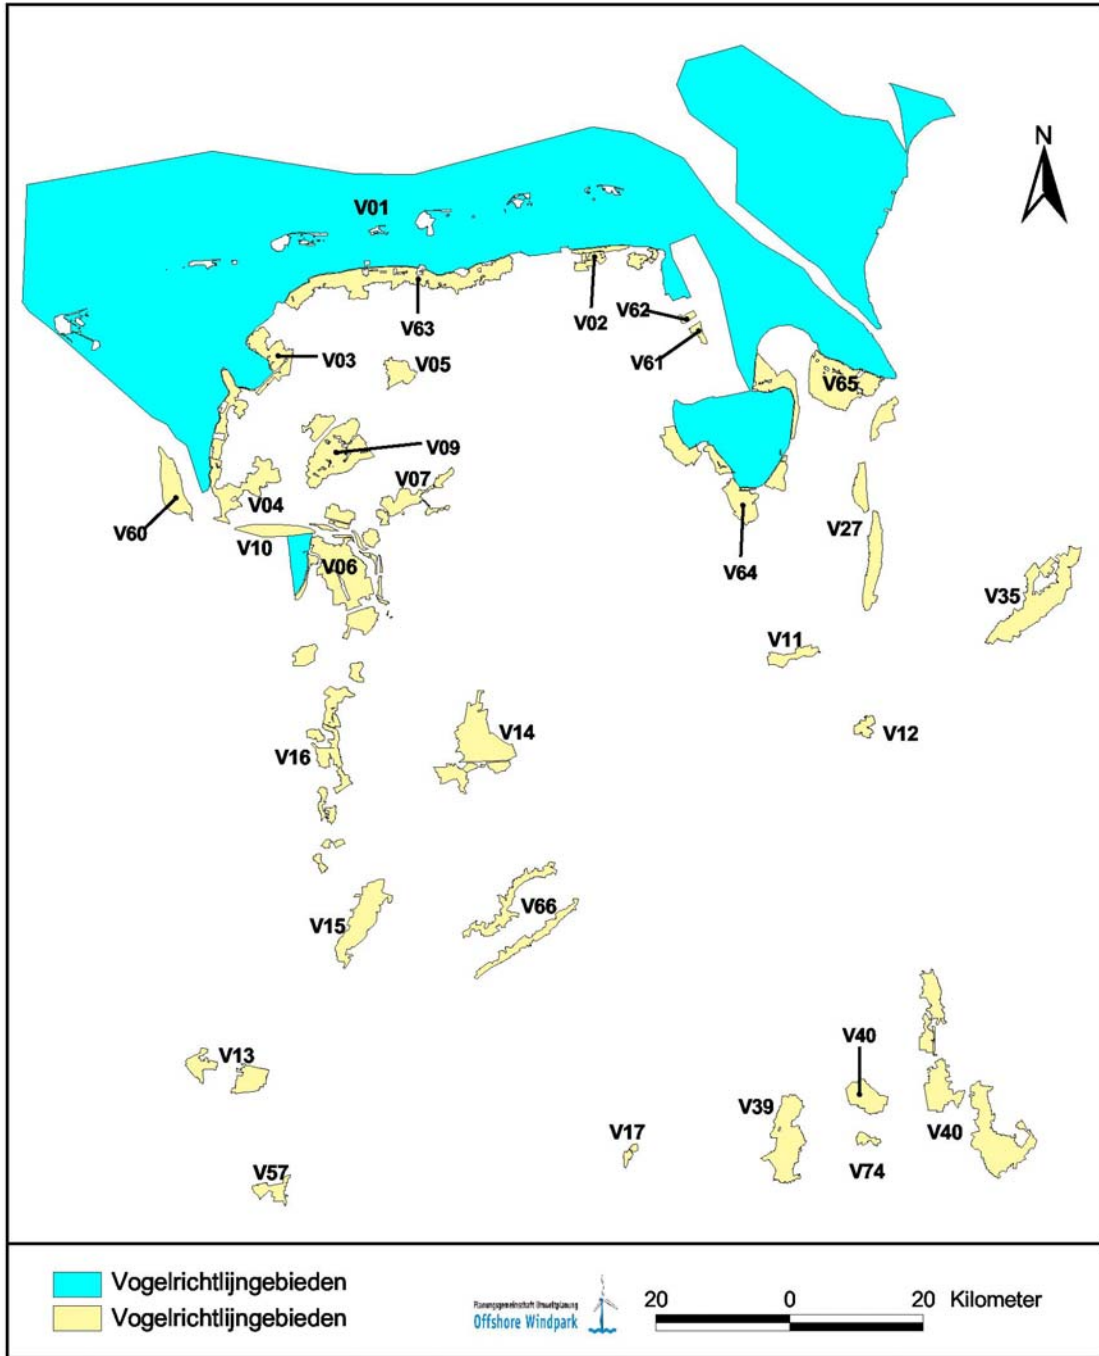 N
V01
V63
V02
V62
V61
V03
V05
V65
V09
V07
V04
V60
V10
V06
V27
V64
V35
V11
V12
V14
V16
V15
V66
V13
V40
V39
V40
V17
V74
V57
Vogelrichtlijngebieden
Vogelrichtlijngebieden
Planungsgemeinschaft Umweltplanung
Offshore Windpark
20 0 20 Kilometer